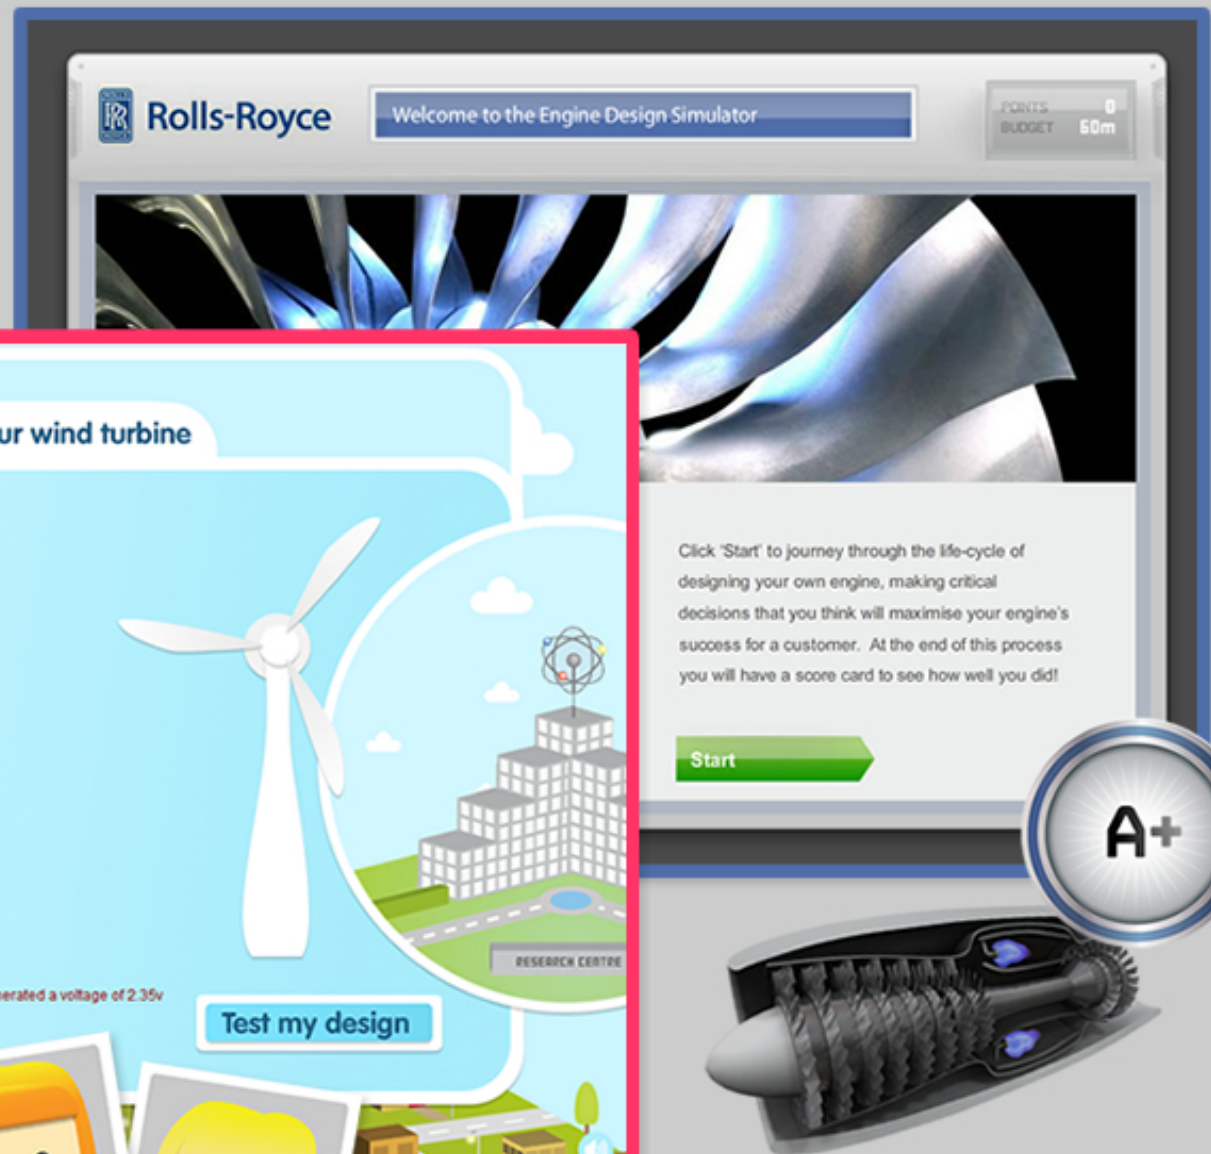 Rolls-Royce
Welcome to the Engine Design Simulator
POINTS 0
BUDGET 60m
ur wind turbine
Click 'Start' to journey through the life-cycle of
designing your own engine, making critical
decisions that you think will maximise your engine's
success for a customer. At the end of this process
you will have a score card to see how well you did!
Start
A+
RESEARCH CENTRE
nerated a voltage of 2.35v
Test my design